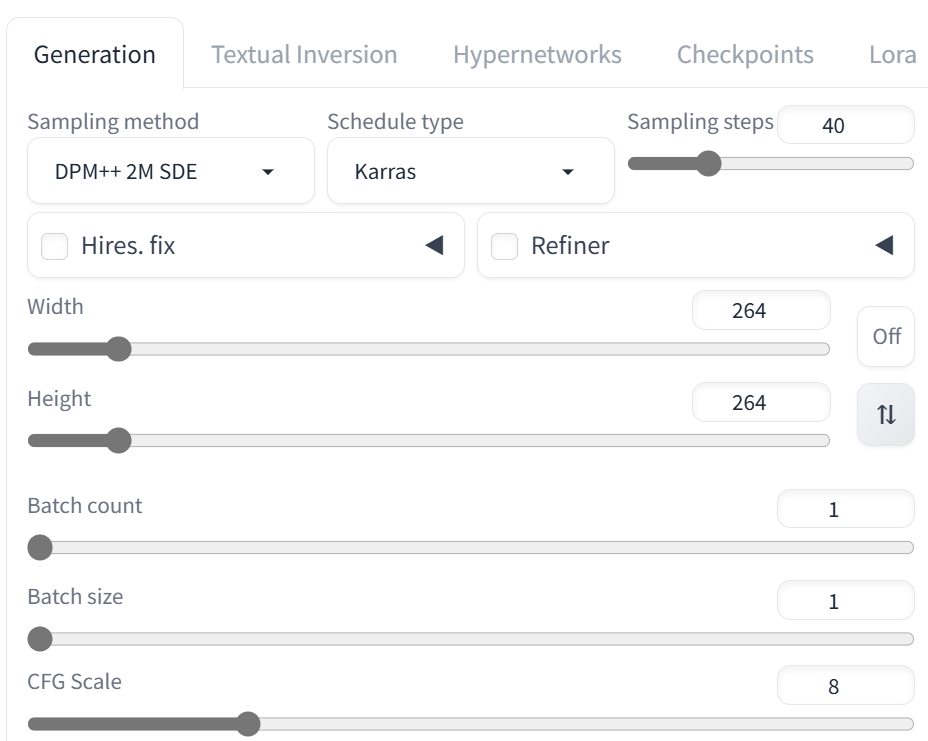 Generation Textual Inversion Hypernetworks Checkpoints Lora
Sampling method Schedule type Sampling steps 40
DPM++ 2M SDE Karras
Hires. fix Refiner
Width 264
Off
Height 264
Batch count 1
Batch size 1
CFG Scale 8